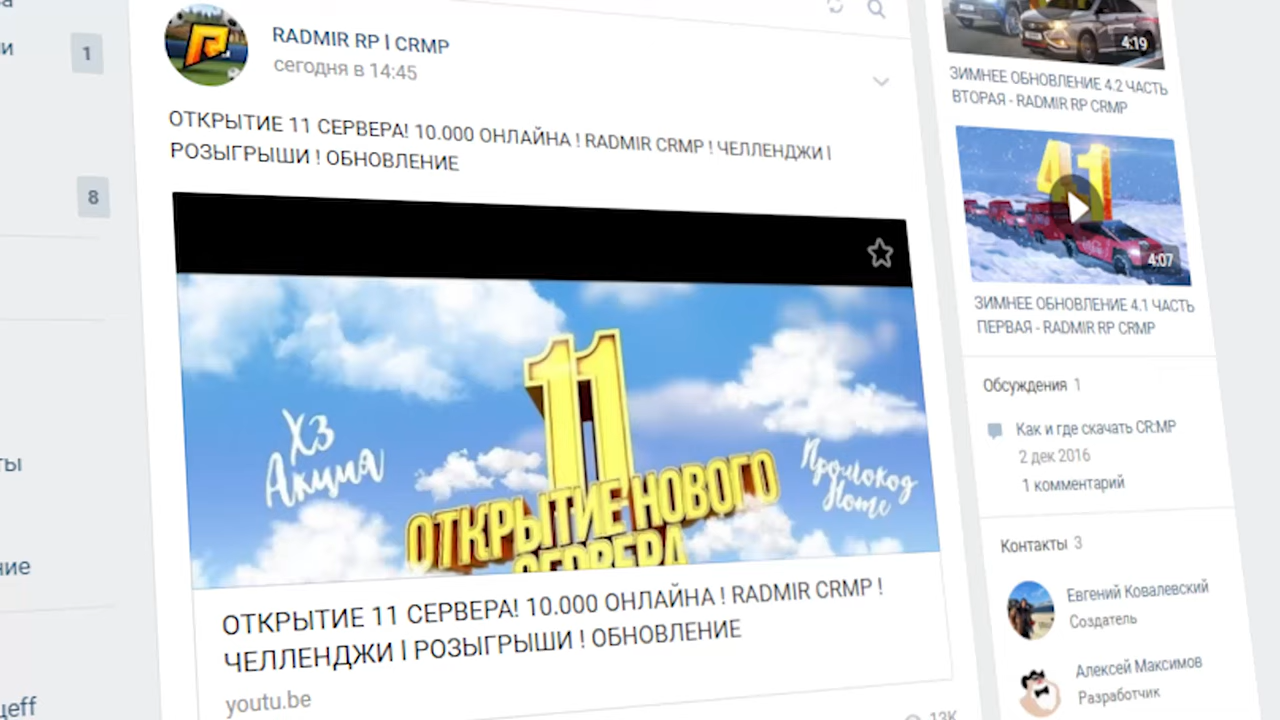 1
8
RADMIR RP l CRMP
сегодня в 14:45
ОТКРЫТИЕ 11 СЕРВЕРА! 10.000 ОНЛАЙНА ! RADMIR CRMP ! ЧЕЛЛЕНДЖИ l
РОЗЫГРЫШИ ! ОБНОВЛЕНИЕ
11
ХЗ
Акция
Промокод
Home
ОТКРЫТИЕ НОВОГО
СЕРВЕРА
ОТКРЫТИЕ 11 СЕРВЕРА! 10.000 ОНЛАЙНА ! RADMIR CRMP !
ЧЕЛЛЕНДЖИ l РОЗЫГРЫШИ ! ОБНОВЛЕНИЕ
youtu.be
13K
4:19
ЗИМНЕЕ ОБНОВЛЕНИЕ 4.2 ЧАСТЬ
ВТОРАЯ - RADMIR RP CRMP
4.1
4:07
ЗИМНЕЕ ОБНОВЛЕНИЕ 4.1 ЧАСТЬ
ПЕРВАЯ - RADMIR RP CRMP
Обсуждения 1
Как и где скачать CR:MP
2 дек 2016
1 комментарий
Контакты 3
Евгений Ковалевский
Создатель
Алексей Максимов
Разработчик